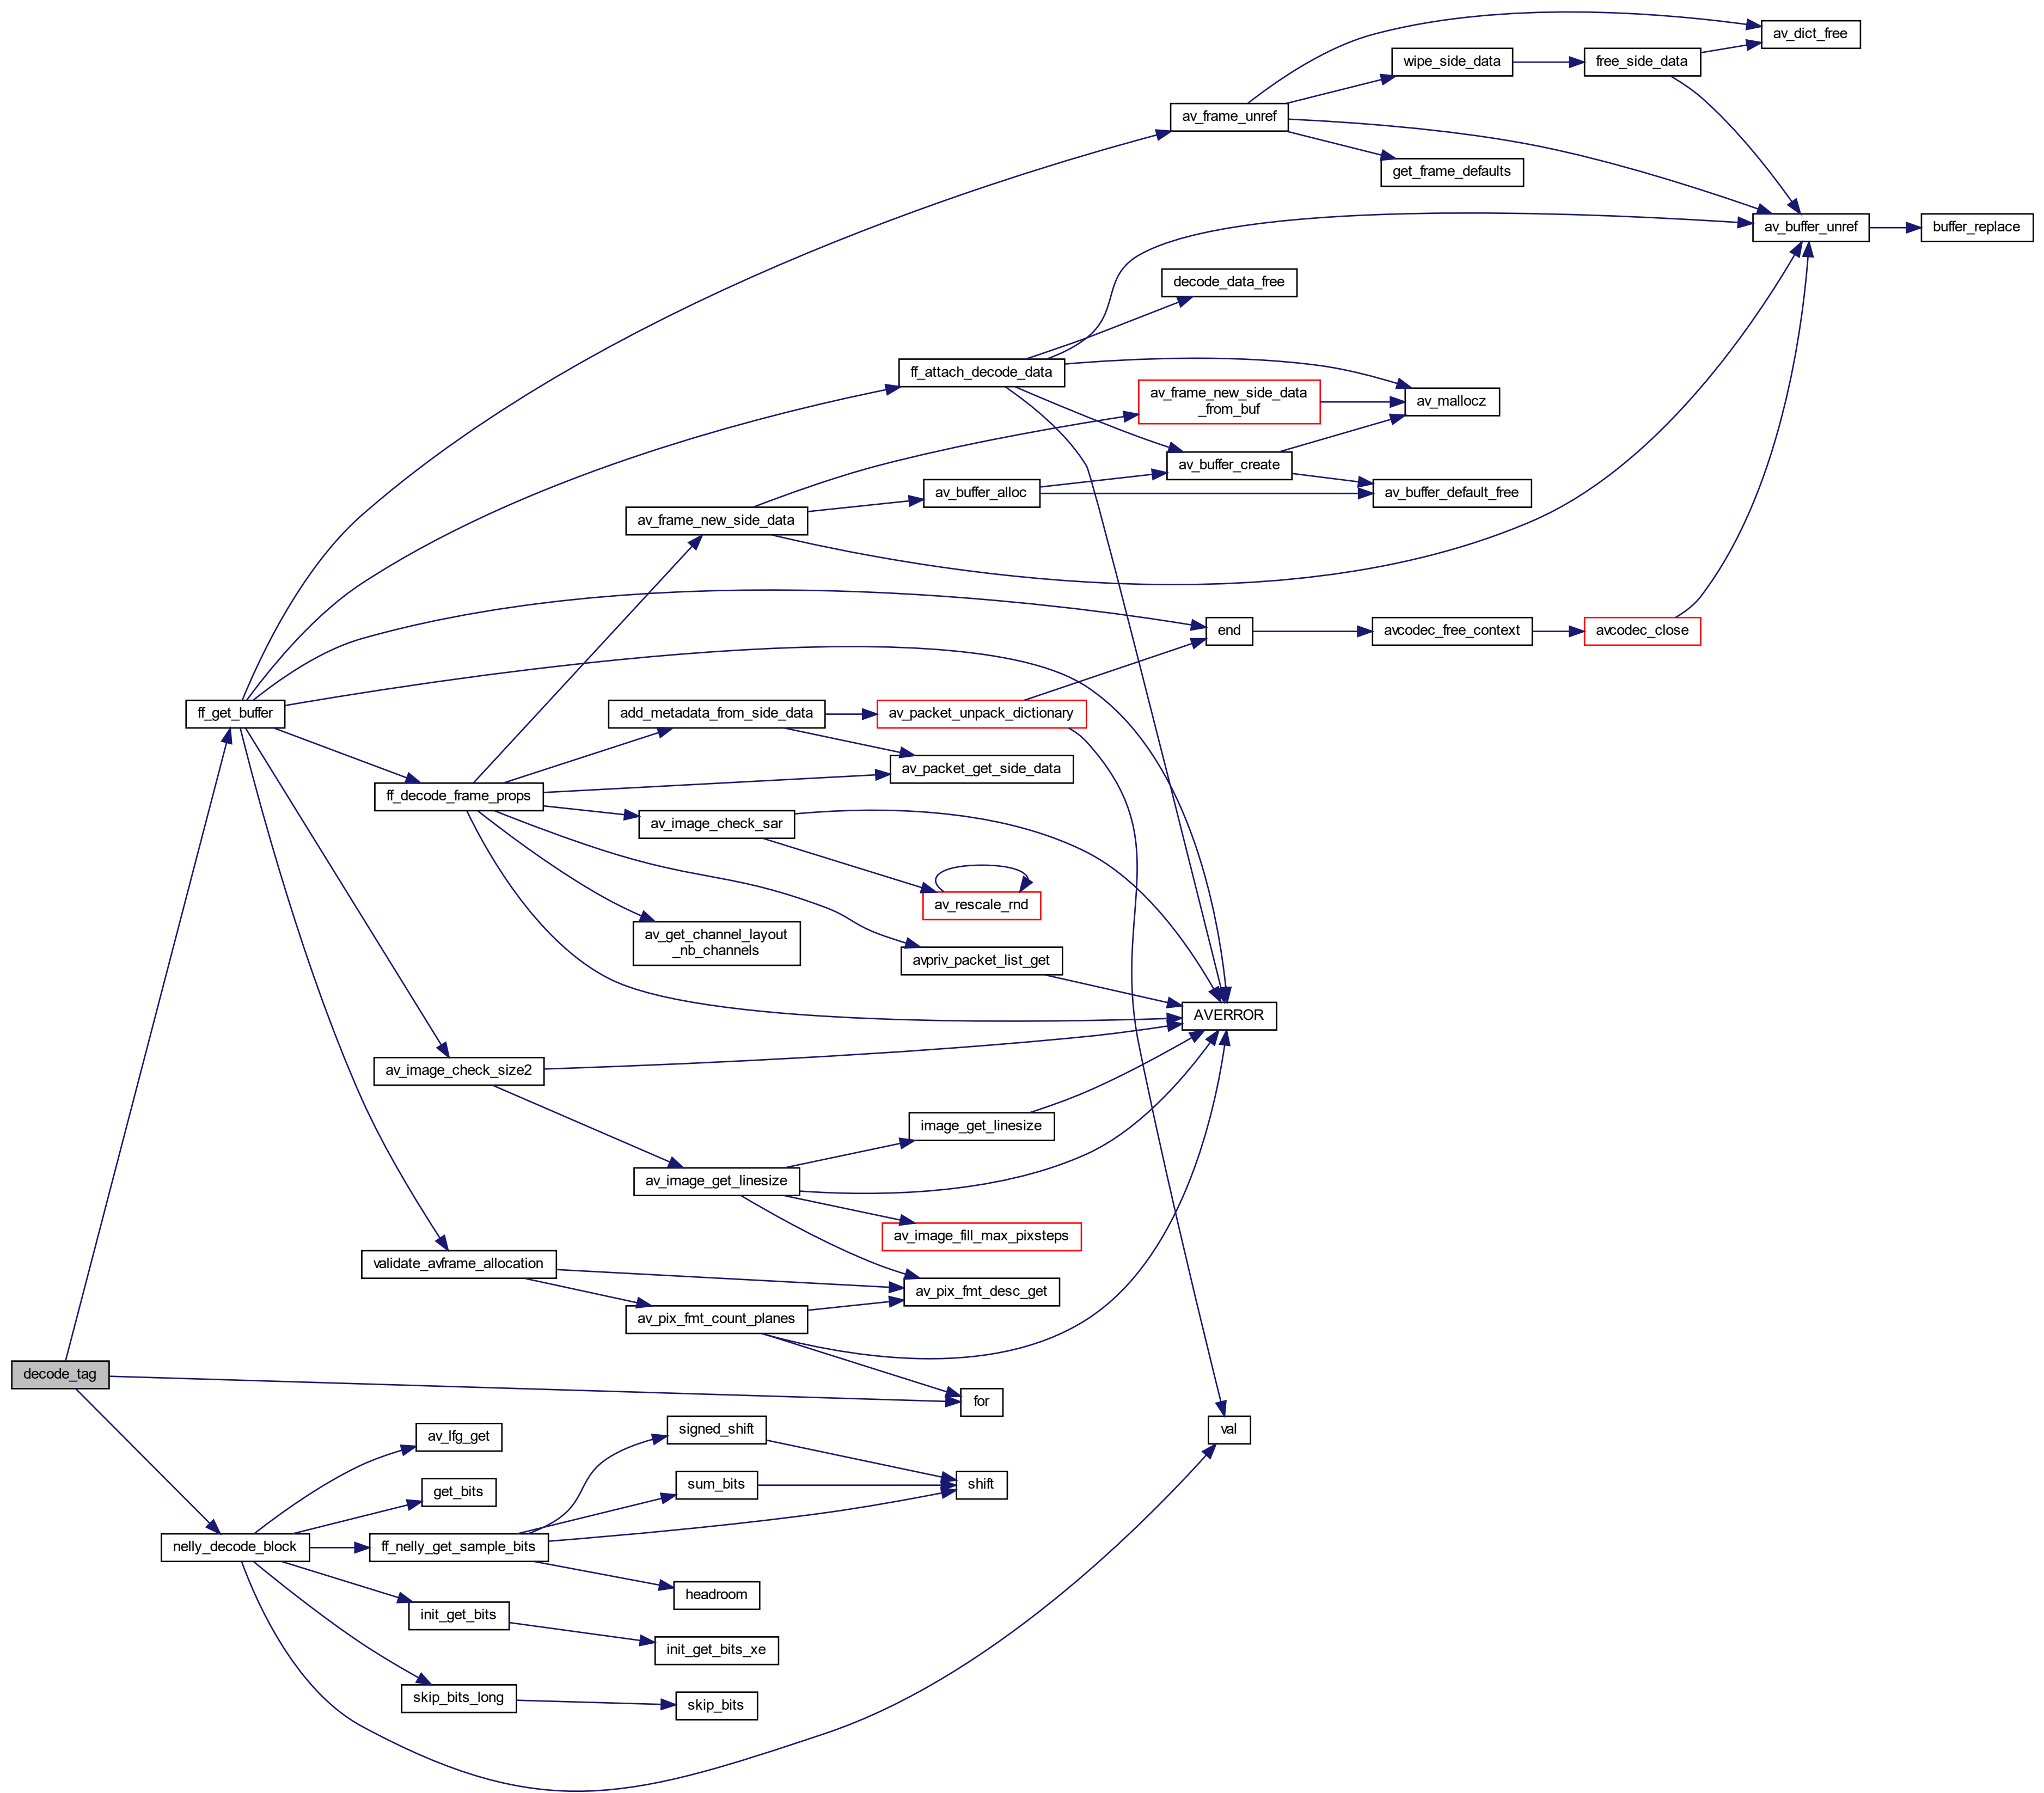 av_dict_free
wipe_side_data
free_side_data
av_frame_unref
get_frame_defaults
av_buffer_unref
buffer_replace
decode_data_free
ff_attach_decode_data
av_frame_new_side_data
_from_buf
av_mallocz
av_buffer_create
av_buffer_alloc
av_buffer_default_free
av_frame_new_side_data
end
avcodec_free_context
avcodec_close
ff_get_buffer
add_metadata_from_side_data
av_packet_unpack_dictionary
av_packet_get_side_data
ff_decode_frame_props
av_image_check_sar
av_rescale_rnd
av_get_channel_layout
_nb_channels
avpriv_packet_list_get
AVERROR
av_image_check_size2
image_get_linesize
av_image_get_linesize
av_image_fill_max_pixsteps
validate_avframe_allocation
av_pix_fmt_desc_get
av_pix_fmt_count_planes
decode_tag
for
av_lfg_get
signed_shift
val
get_bits
sum_bits
shift
nelly_decode_block
ff_nelly_get_sample_bits
headroom
init_get_bits
init_get_bits_xe
skip_bits_long
skip_bits